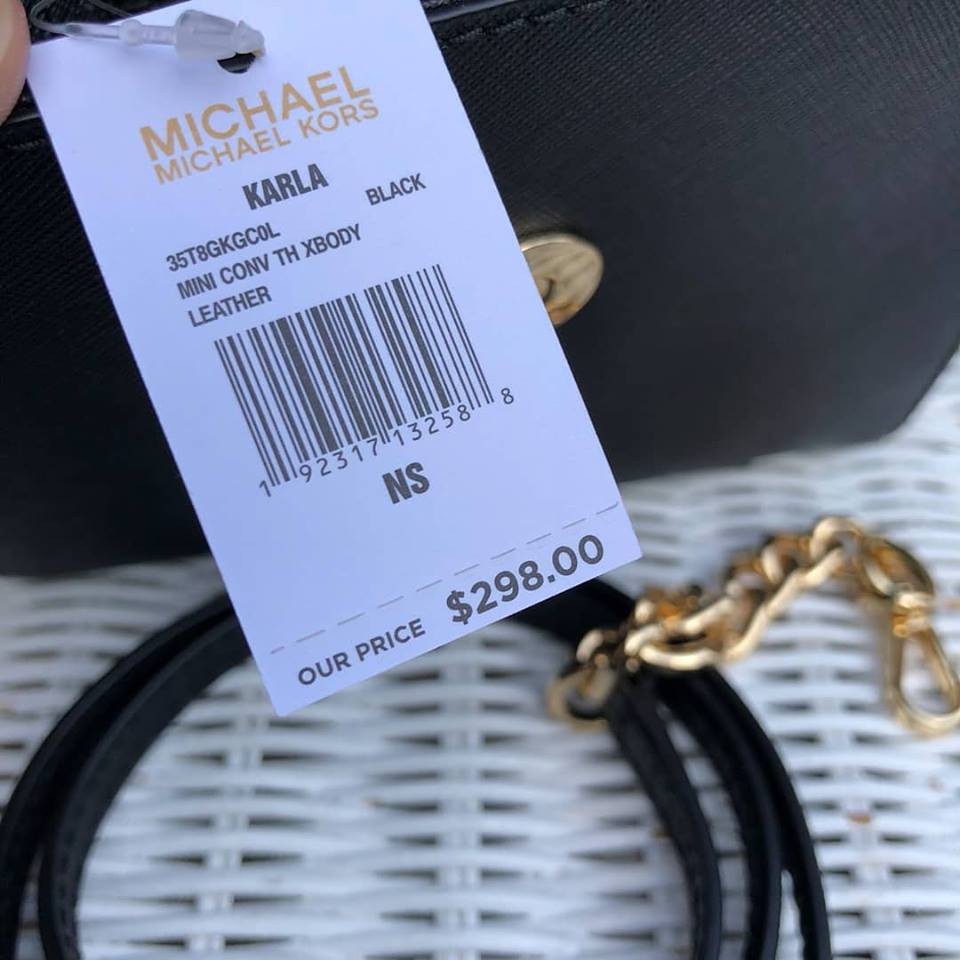 MICHAEL
MICHAEL KORS
KARLA
35T8GKGC0L BLACK
MINI CONV TH XBODY
LEATHER
1 92317 13258 8
NS
OUR PRICE $298.00